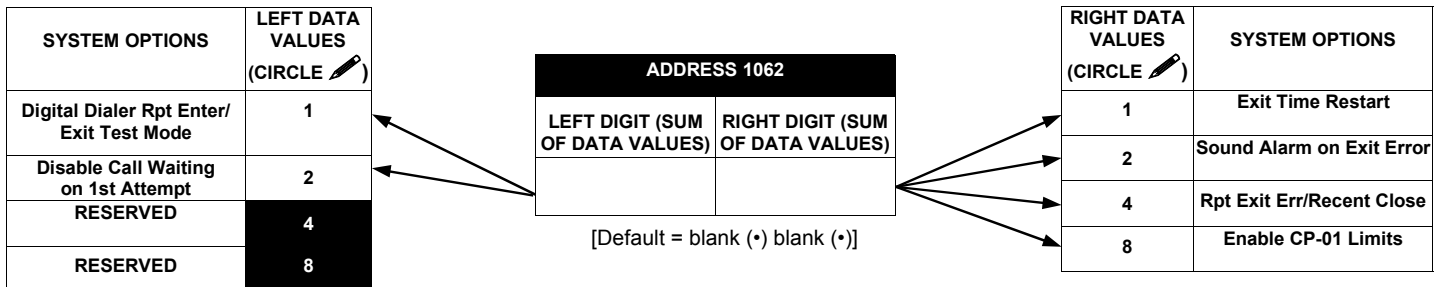 SYSTEM OPTIONS
LEFT DATA
VALUES
(CIRCLE )
Digital Dialer Rpt Enter/
Exit Test Mode
1
Disable Call Waiting
on 1st Attempt
2
RESERVED
4
RESERVED
8
ADDRESS 1062
LEFT DIGIT (SUM
OF DATA VALUES)
RIGHT DIGIT (SUM
OF DATA VALUES)
[Default = blank (•) blank (•)]
RIGHT DATA
VALUES
(CIRCLE )
SYSTEM OPTIONS
1
Exit Time Restart
2
Sound Alarm on Exit Error
4
Rpt Exit Err/Recent Close
8
Enable CP-01 Limits